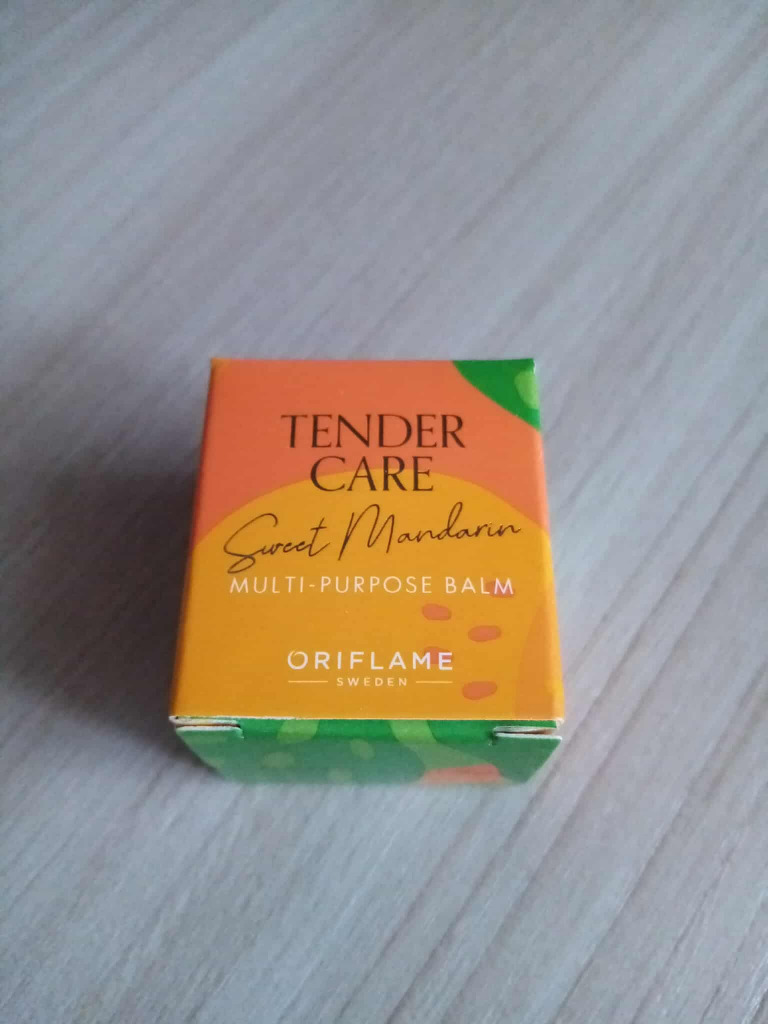 TENDER
CARE
Sweet Mandarin
MULTI-PURPOSE BALM
ORIFLAME
SWEDEN